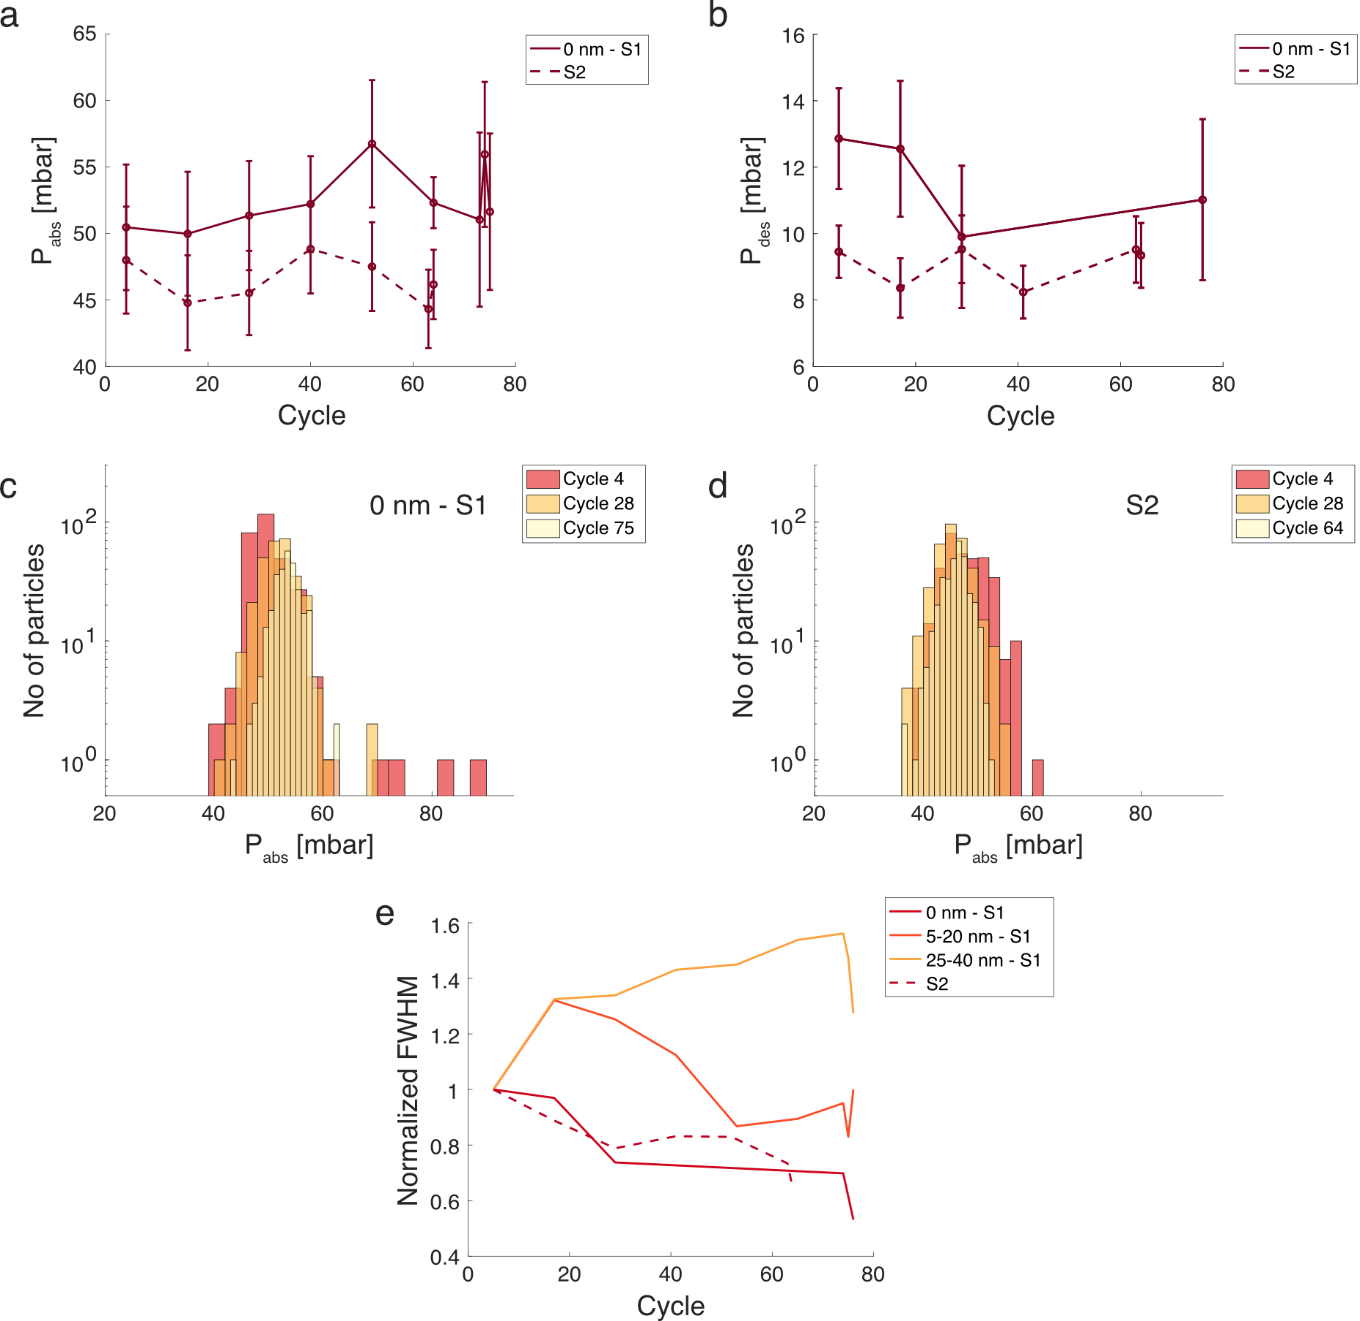 a
65
60
55
50
45
40
P_abs [mbar]
0 20 40 60 80
Cycle
0 nm - S1
S2
b
16
14
12
10
8
6
P_des [mbar]
0 20 40 60 80
Cycle
0 nm - S1
S2
c
10^2
10^1
10^0
No of particles
20 40 60 80
P_abs [mbar]
0 nm - S1
Cycle 4
Cycle 28
Cycle 75
d
10^2
10^1
10^0
No of particles
20 40 60 80
P_abs [mbar]
S2
Cycle 4
Cycle 28
Cycle 64
e
1.6
1.4
1.2
1
0.8
0.6
0.4
Normalized FWHM
0 20 40 60 80
Cycle
0 nm - S1
5-20 nm - S1
25-40 nm - S1
S2